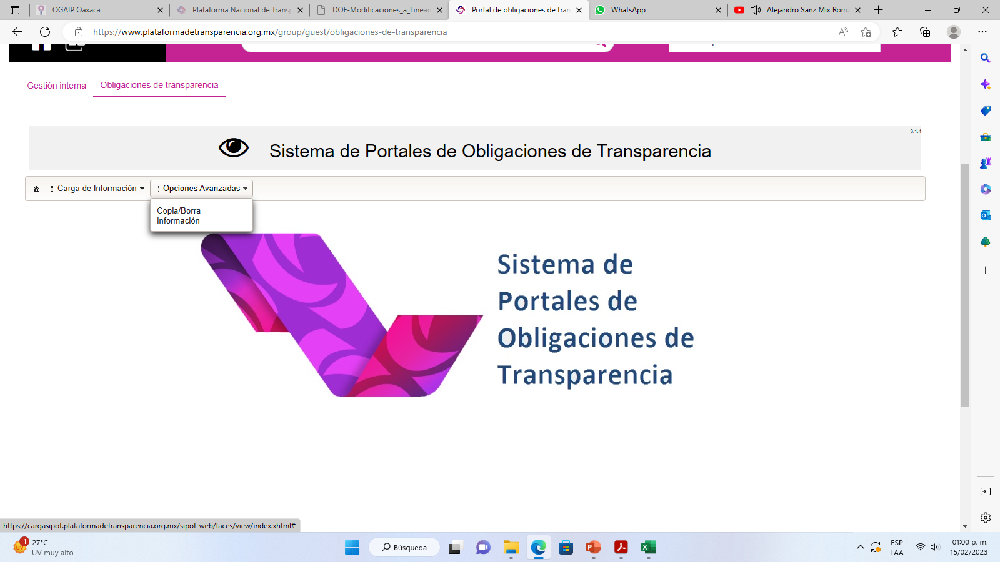 OGAIP Oaxaca
Plataforma Nacional de Transp
DOF-Modificaciones_a_Lineam
Portal de obligaciones de tran
WhatsApp
Alejandro Sanz Mix Roma
https://www.plataformadetransparencia.org.mx/group/guest/obligaciones-de-transparencia
Gestión interna
Obligaciones de transparencia
3.1.4
Sistema de Portales de Obligaciones de Transparencia
Carga de Información
Opciones Avanzadas
Copia/Borra
Información
Sistema de
Portales de
Obligaciones de
Transparencia
https://cargasipot.plataformadetransparencia.org.mx/sipot-web/faces/view/index.xhtml#
1
UV
27°C
UV muy alto
Búsqueda
ESP
LAA
01:00 p. m.
15/02/2023